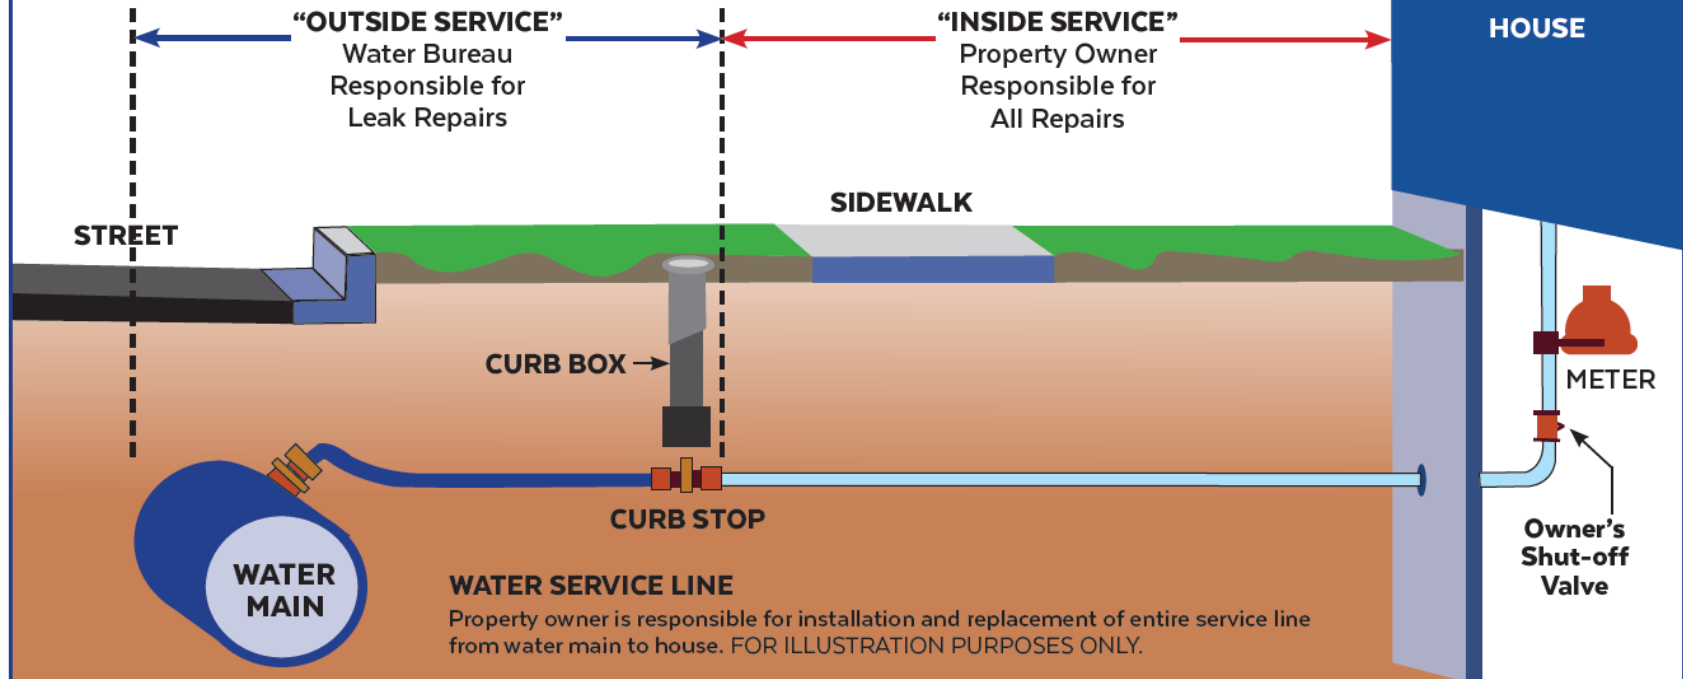 “OUTSIDE SERVICE”
Water Bureau
Responsible for
Leak Repairs
“INSIDE SERVICE”
Property Owner
Responsible for
All Repairs
HOUSE
STREET
SIDEWALK
CURB BOX
METER
CURB STOP
Owner’s
Shut-off
Valve
WATER
MAIN
WATER SERVICE LINE
Property owner is responsible for installation and replacement of entire service line
from water main to house. FOR ILLUSTRATION PURPOSES ONLY.